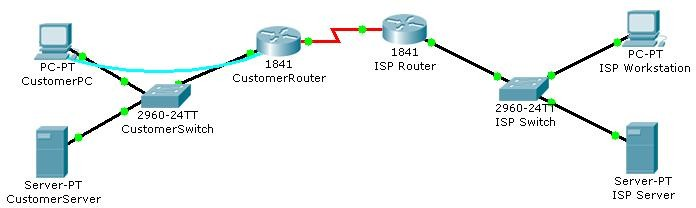 PC-PT
CustomerPC
1841
CustomerRouter
1841
ISP Router
PC-PT
ISP Workstation
2960-24TT
CustomerSwitch
2960-24TT
ISP Switch
Server-PT
CustomerServer
Server-PT
ISP Server